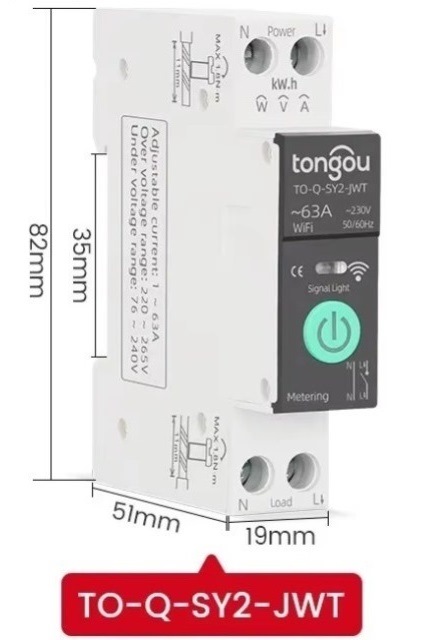 N Power L
kW.h
W V A
MAX 1.8N·m
11mm
Adjustable current: 1 ~ 63A
Over voltage range: 220 ~ 265V
Under voltage range: 76 ~ 240V
82mm
35mm
tongou
TO-Q-SY2-JWT
~63A ~230V
WiFi 50/60Hz
CE
Signal Light
N L
Metering N L
MAX 1.8N·m
11mm
N Load L
51mm
19mm
TO-Q-SY2-JWT